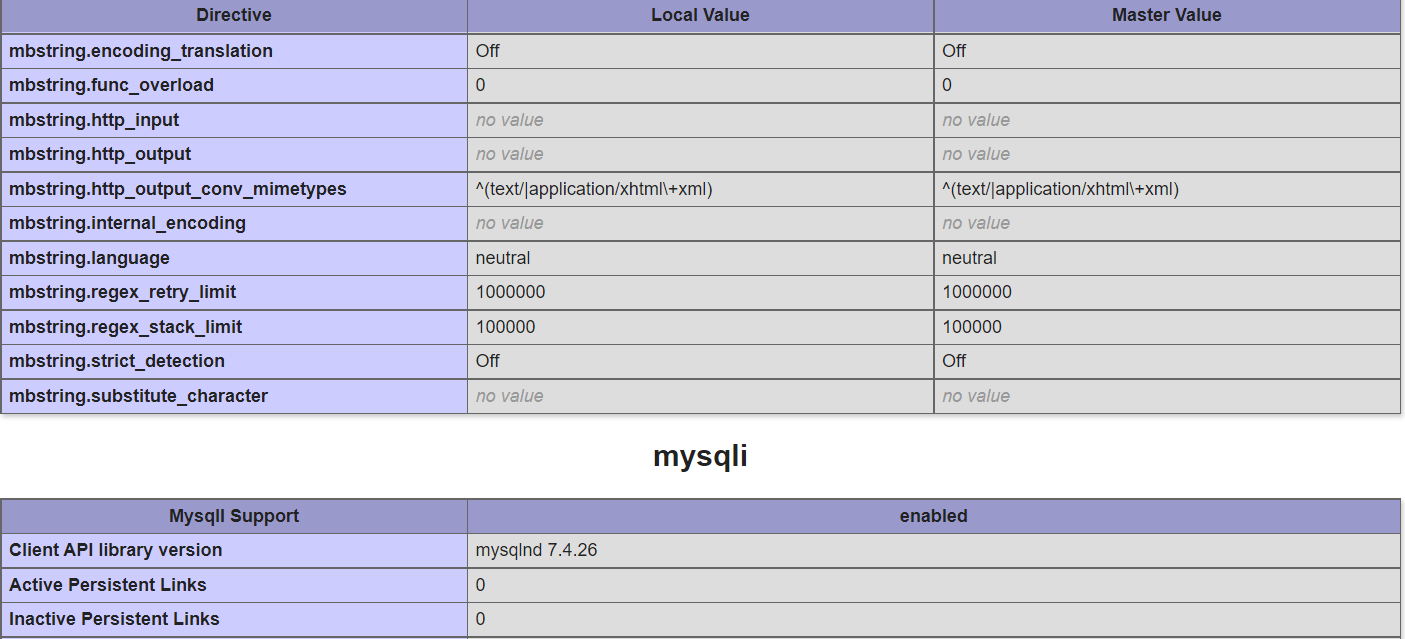 Directive Local Value Master Value
mbstring.encoding_translation Off Off
mbstring.func_overload 0 0
mbstring.http_input no value no value
mbstring.http_output no value no value
mbstring.http_output_conv_mimetypes ^(text/|application/xhtml\+xml) ^(text/|application/xhtml\+xml)
mbstring.internal_encoding no value no value
mbstring.language neutral neutral
mbstring.regex_retry_limit 1000000 1000000
mbstring.regex_stack_limit 100000 100000
mbstring.strict_detection Off Off
mbstring.substitute_character no value no value
mysqli
MysqlI Support enabled
Client API library version mysqlnd 7.4.26
Active Persistent Links 0
Inactive Persistent Links 0